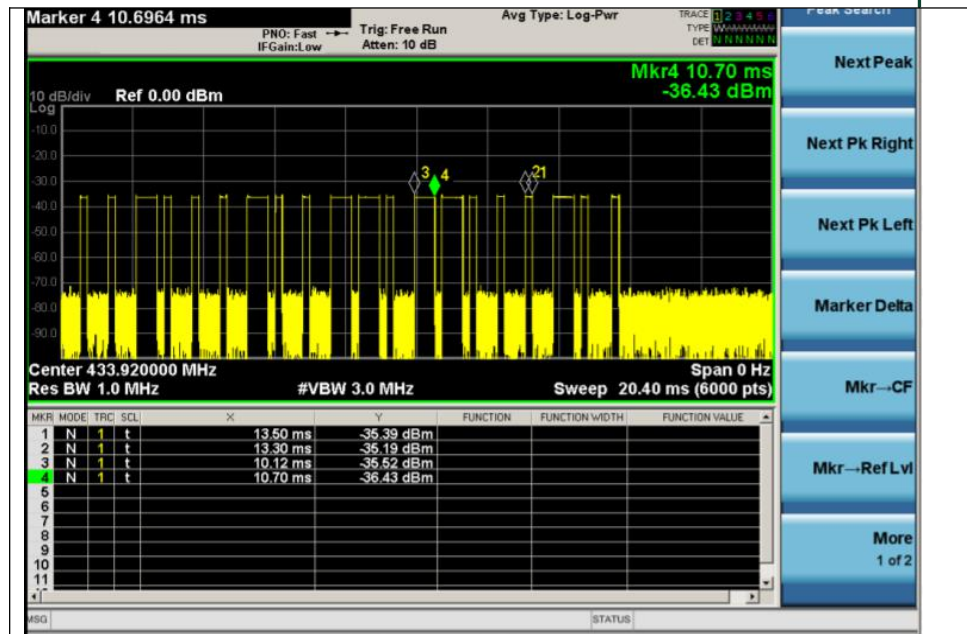 Marker 4 10.6964 ms
PNO: Fast
IFGain:Low
Trig: Free Run
Atten: 10 dB
Avg Type: Log-Pwr
TRACE 1 2 3 4 5 6
TYPE
DET N N N N N N
Peak Search
Mkr4 10.70 ms
-36.43 dBm
10 dB/div Ref 0.00 dBm
Log
-10.0
-20.0
-30.0
-40.0
-50.0
-60.0
-70.0
-80.0
-90.0
3 4 2 1
Center 433.920000 MHz
Span 0 Hz
Res BW 1.0 MHz
#VBW 3.0 MHz
Sweep 20.40 ms (6000 pts)
MKR MODE TRC SCL X Y FUNCTION FUNCTION WIDTH FUNCTION VALUE
1 N 1 t 13.50 ms -35.39 dBm
2 N 1 t 13.30 ms -35.19 dBm
3 N 1 t 10.12 ms -35.52 dBm
4 N 1 t 10.70 ms -36.43 dBm
5
6
7
8
9
10
11
MSG
STATUS
Next Peak
Next Pk Right
Next Pk Left
Marker Delta
Mkr→CF
Mkr→Ref Lvl
More
1 of 2